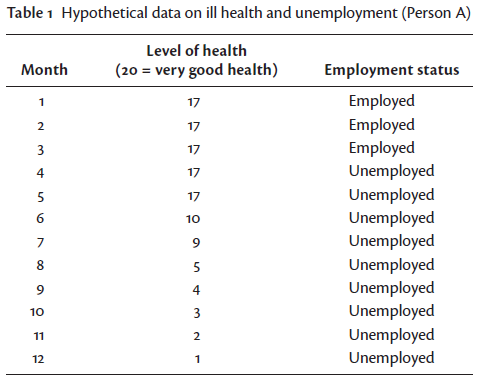 Table 1 Hypothetical data on ill health and unemployment (Person A)
Level of health
Month (20 = very good health) Employment status
1 17 Employed
2 17 Employed
3 17 Employed
4 17 Unemployed
5 17 Unemployed
6 10 Unemployed
7 9 Unemployed
8 5 Unemployed
9 4 Unemployed
10 3 Unemployed
11 2 Unemployed
12 1 Unemployed